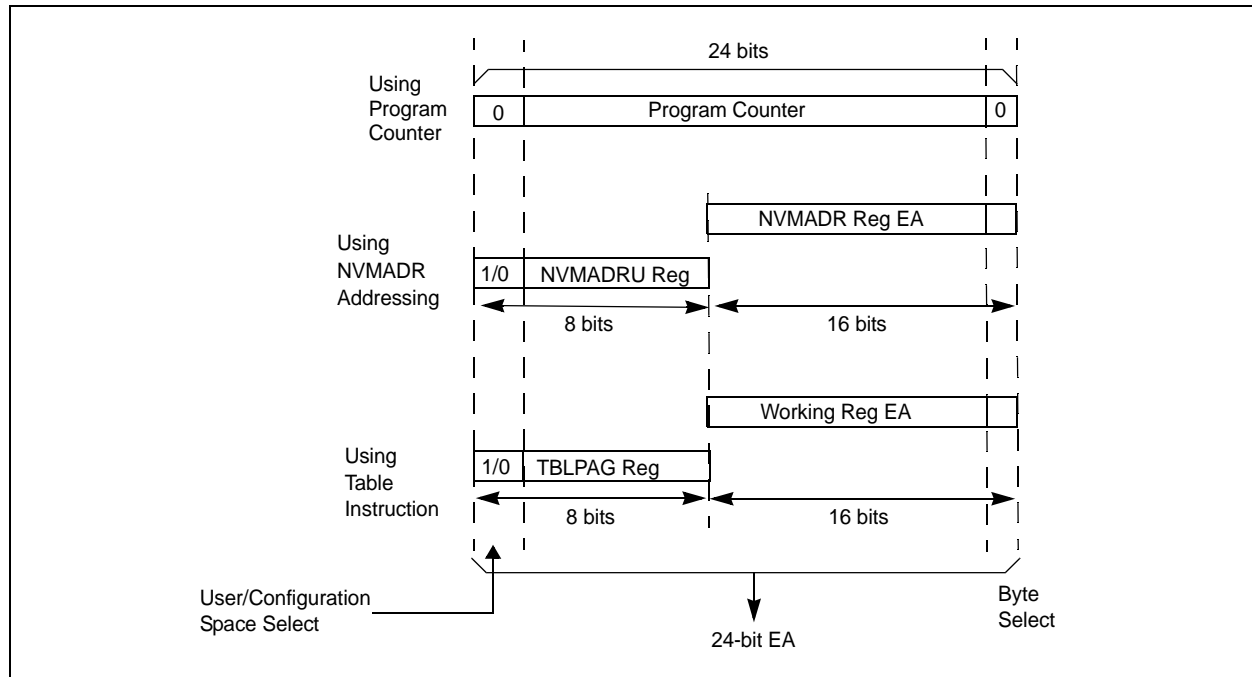 24 bits
Using
Program
Counter
0
Program Counter
0
NVMADR Reg EA
Using
NVMADR
Addressing
1/0
NVMADRU Reg
8 bits
16 bits
Working Reg EA
Using
Table
Instruction
1/0
TBLPAG Reg
8 bits
16 bits
User/Configuration
Space Select
24-bit EA
Byte
Select